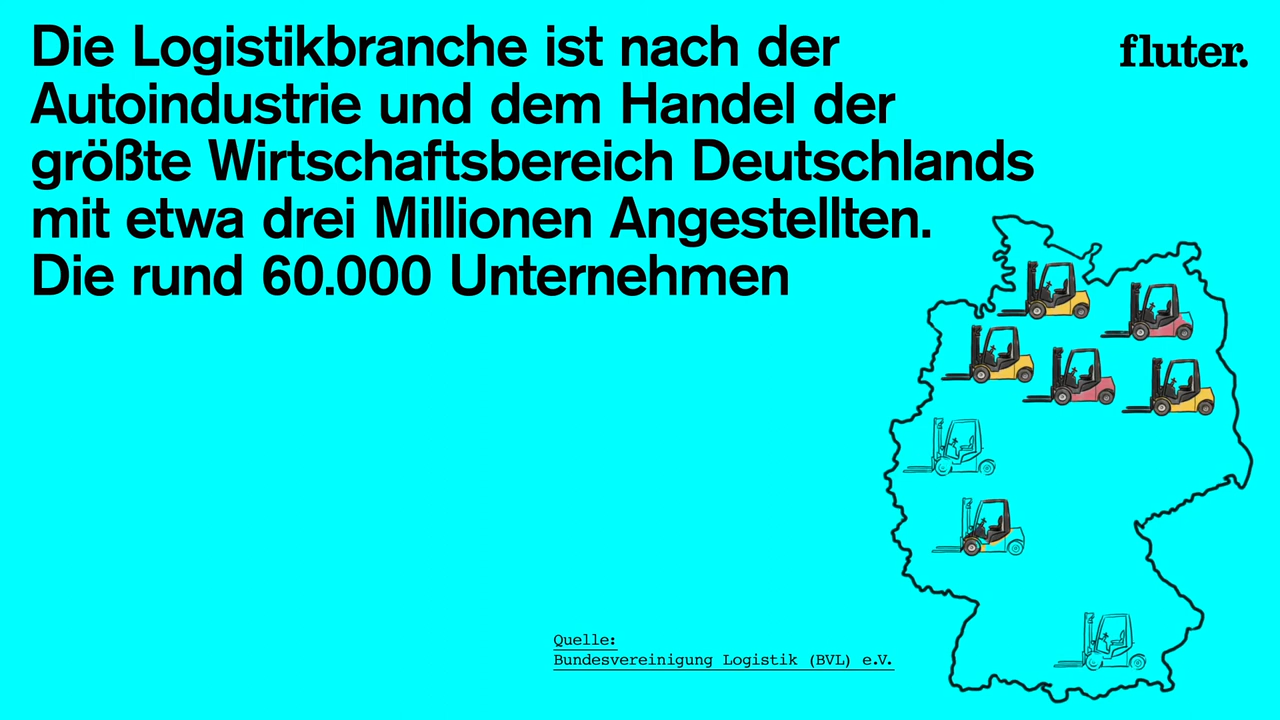 Die Logistikbranche ist nach der
Autoindustrie und dem Handel der
größte Wirtschaftsbereich Deutschlands
mit etwa drei Millionen Angestellten.
Die rund 60.000 Unternehmen
fluter.
Quelle:
Bundesvereinigung Logistik (BVL) e.V.